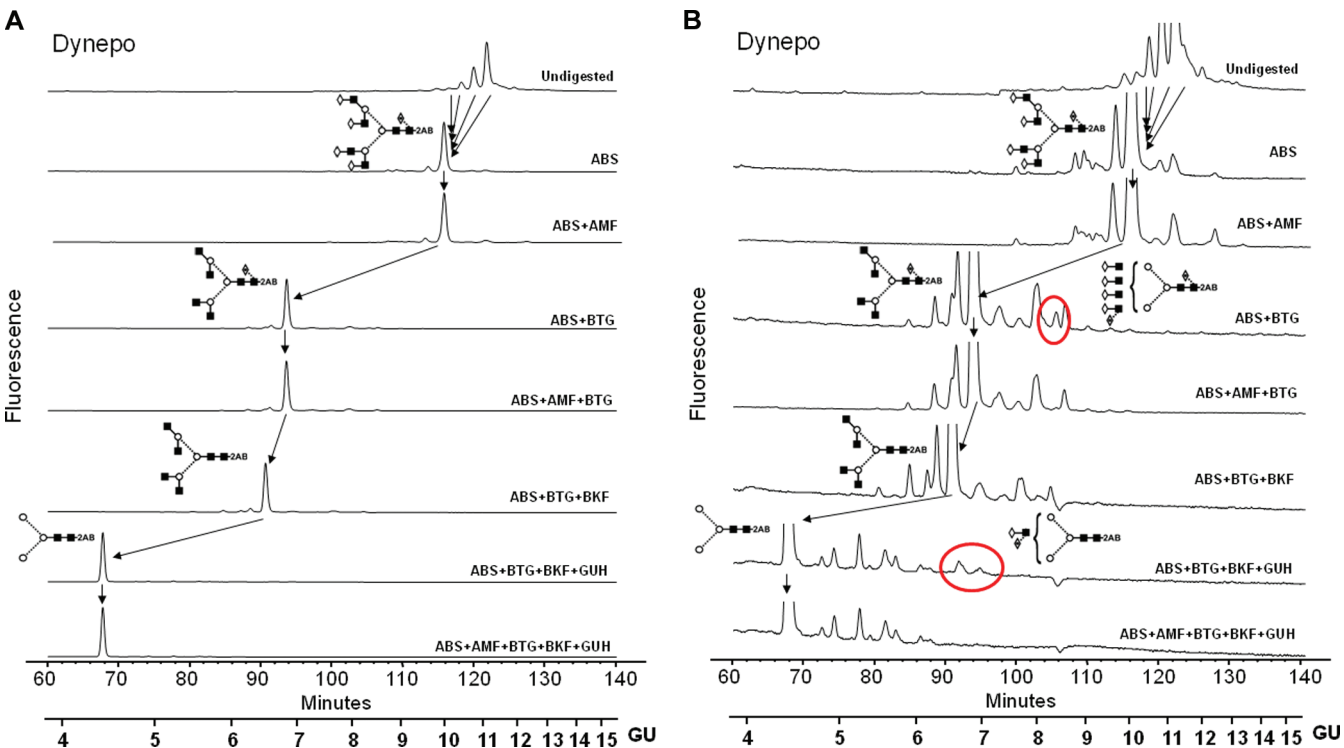 A
Dynepo
Undigested
2AB
ABS
ABS+AMF
2AB
ABS+BTG
ABS+AMF+BTG
2AB
ABS+BTG+BKF
2AB
ABS+BTG+BKF+GUH
ABS+AMF+BTG+BKF+GUH
Fluorescence
60 70 80 90 100 110 120 130 140
Minutes
4 5 6 7 8 9 10 11 12 13 14 15 GU
B
Dynepo
Undigested
2AB
ABS
ABS+AMF
2AB
2AB
ABS+BTG
ABS+AMF+BTG
2AB
ABS+BTG+BKF
2AB
2AB
ABS+BTG+BKF+GUH
ABS+AMF+BTG+BKF+GUH
Fluorescence
60 70 80 90 100 110 120 130 140
Minutes
4 5 6 7 8 9 10 11 12 13 14 15 GU